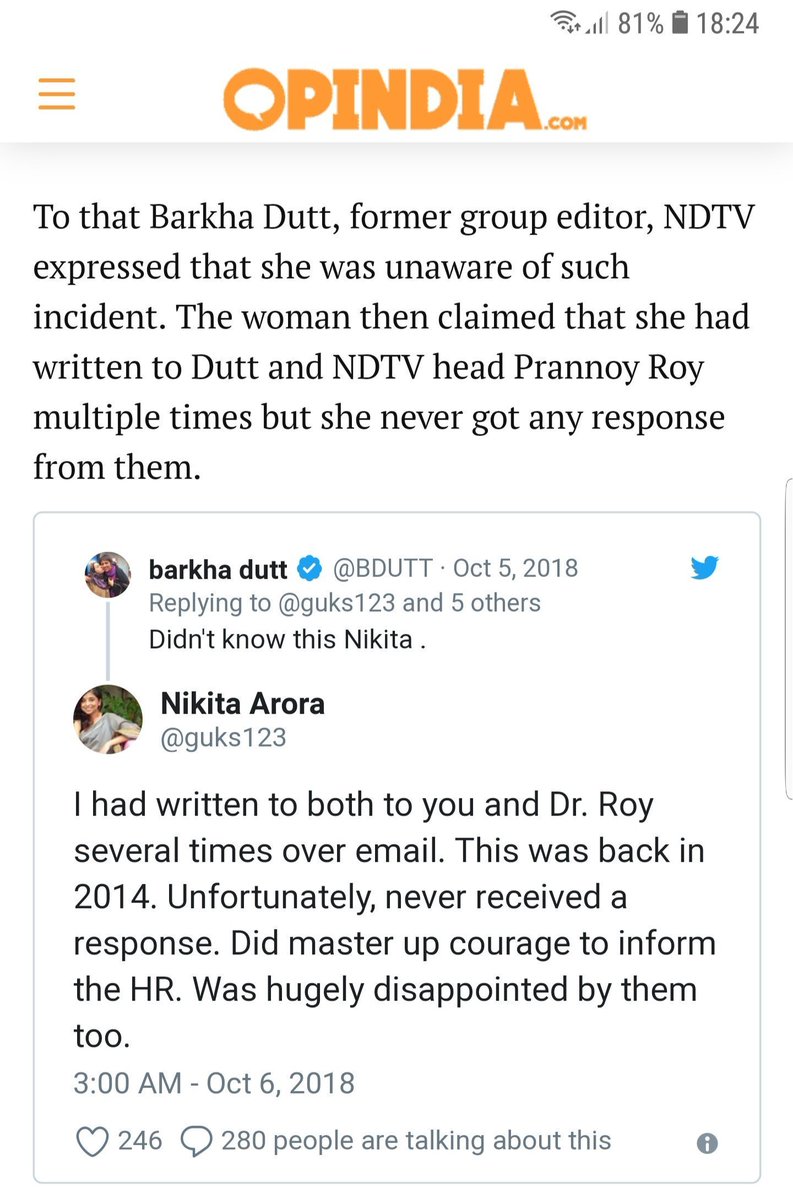 81% 18:24
OPINDIA.COM
To that Barkha Dutt, former group editor, NDTV
expressed that she was unaware of such
incident. The woman then claimed that she had
written to Dutt and NDTV head Prannoy Roy
multiple times but she never got any response
from them.
barkha dutt @BDUTT · Oct 5, 2018
Replying to @guks123 and 5 others
Didn't know this Nikita .
Nikita Arora
@guks123
I had written to both to you and Dr. Roy
several times over email. This was back in
2014. Unfortunately, never received a
response. Did master up courage to inform
the HR. Was hugely disappointed by them
too.
3:00 AM - Oct 6, 2018
246 280 people are talking about this